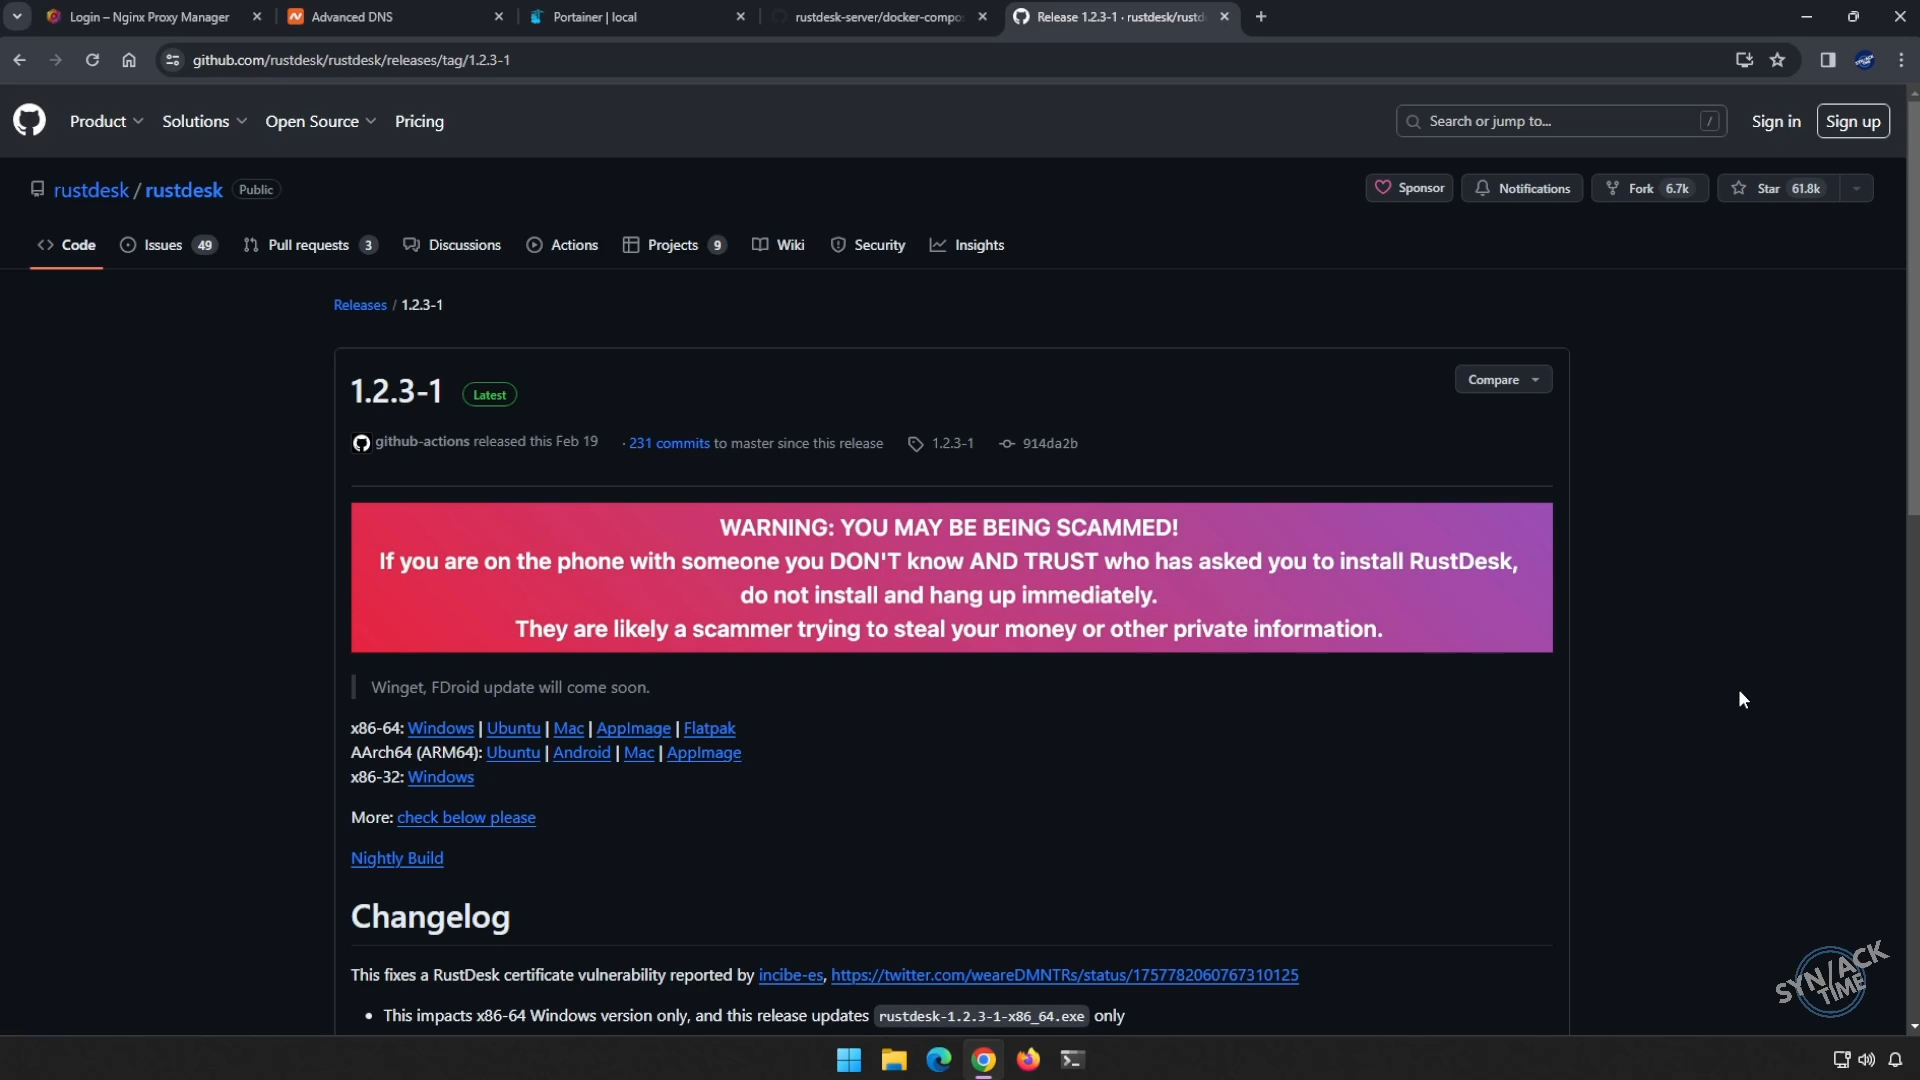 Login – Nginx Proxy Manager
Advanced DNS
Portainer | local
rustdesk-server/docker-compo
Release 1.2.3-1 · rustdesk/rustd
github.com/rustdesk/rustdesk/releases/tag/1.2.3-1
Product
Solutions
Open Source
Pricing
Search or jump to...
/
Sign in
Sign up
rustdesk / rustdesk
Public
Sponsor
Notifications
Fork 6.7k
Star 61.8k
Code
Issues 49
Pull requests 3
Discussions
Actions
Projects 9
Wiki
Security
Insights
Releases / 1.2.3-1
1.2.3-1
Latest
Compare
github-actions released this Feb 19
· 231 commits to master since this release
1.2.3-1
914da2b
WARNING: YOU MAY BE BEING SCAMMED!
If you are on the phone with someone you DON'T know AND TRUST who has asked you to install RustDesk,
do not install and hang up immediately.
They are likely a scammer trying to steal your money or other private information.
Winget, FDroid update will come soon.
x86-64: Windows | Ubuntu | Mac | AppImage | Flatpak
AArch64 (ARM64): Ubuntu | Android | Mac | AppImage
x86-32: Windows
More: check below please
Nightly Build
Changelog
This fixes a RustDesk certificate vulnerability reported by incibe-es, https://twitter.com/weareDMNTRs/status/1757782060767310125
• This impacts x86-64 Windows version only, and this release updates rustdesk-1.2.3-1-x86_64.exe only
SYN/ACK
TIME